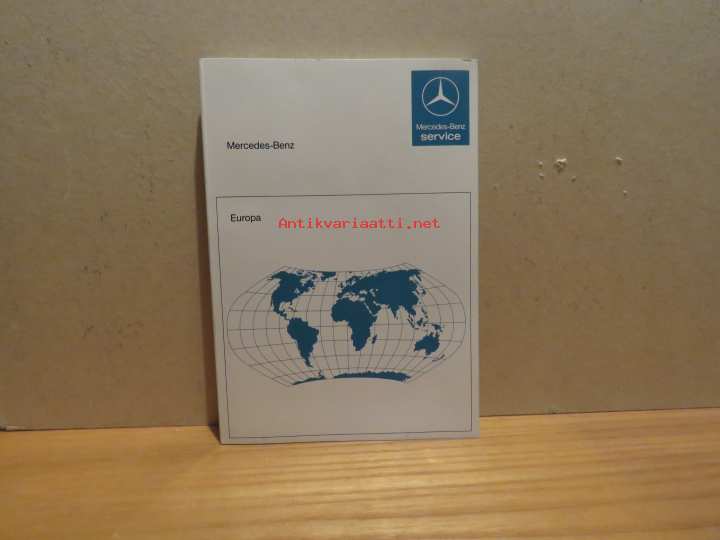 Mercedes-Benz
service
Mercedes-Benz
Europa
Antikvariaatti.net